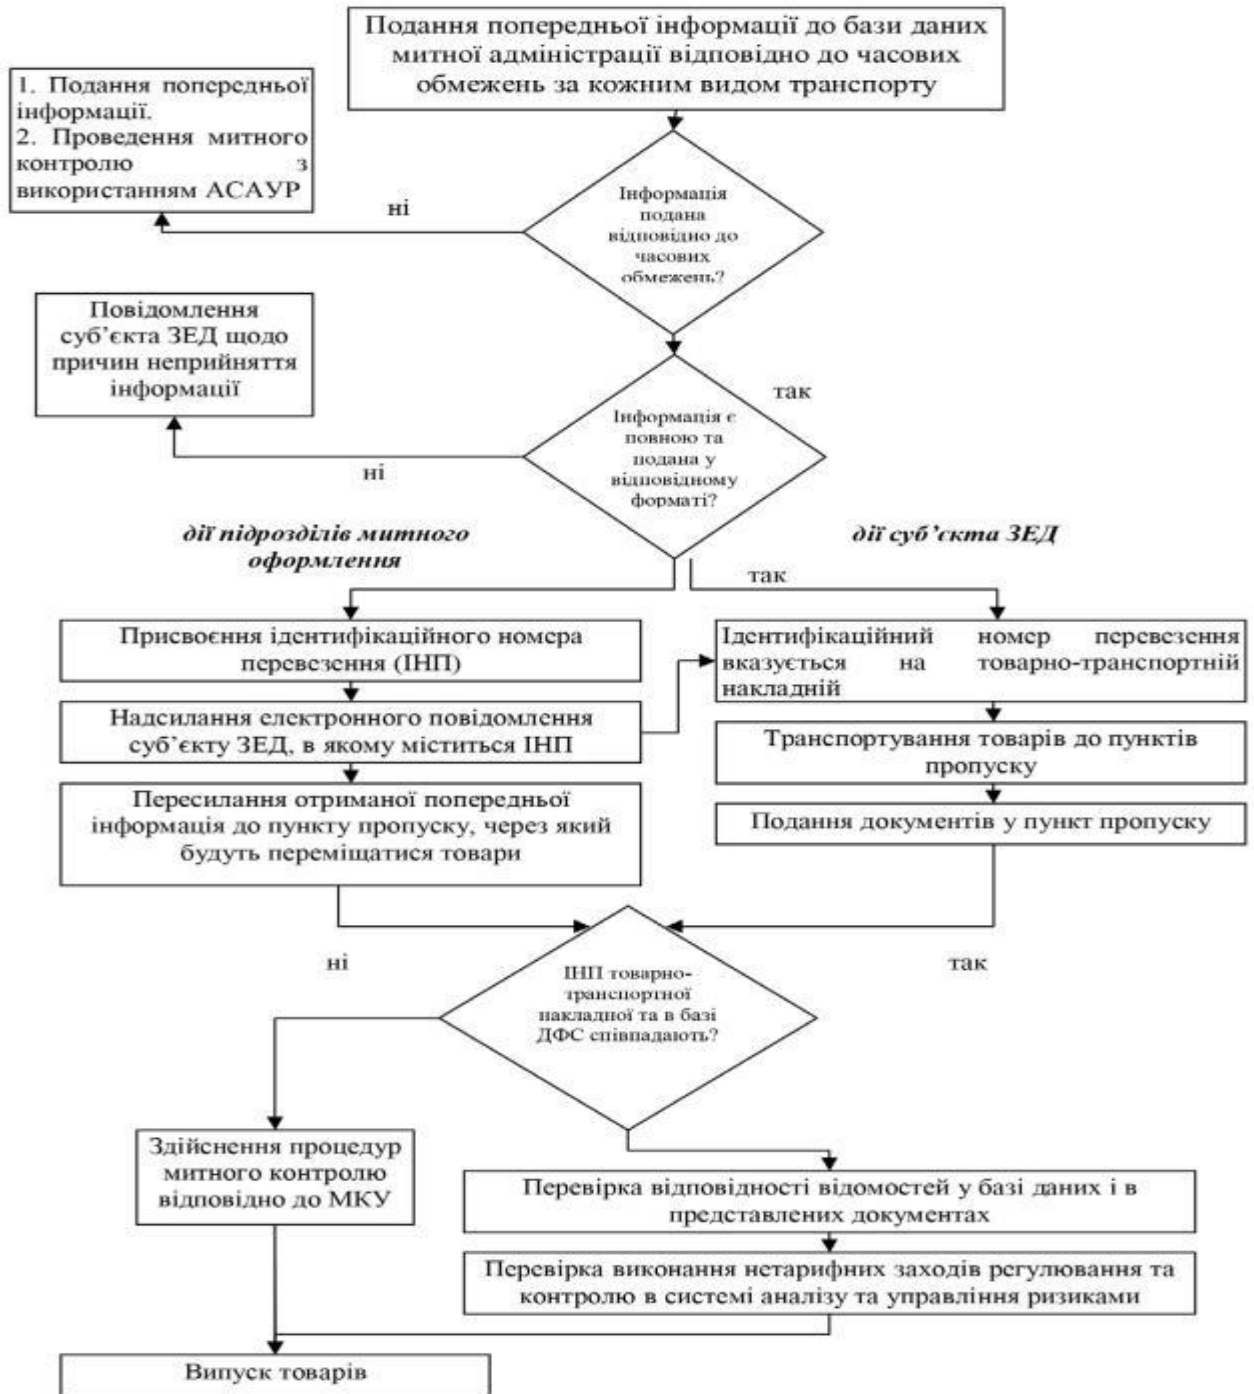 Подання попередньої інформації до бази даних
митної адміністрації відповідно до часових
обмежень за кожним видом транспорту
1. Подання попередньої
інформації.
2. Проведення митного
контролю з
використанням АСАУР
ні
Інформація
подана
відповідно до
часових
обмежень?
Повідомлення
суб’єкта ЗЕД щодо
причин неприйняття
інформації
так
Інформація є
повною та
подана у
відповідному
форматі?
ні
дії підрозділів митного
оформлення
дії суб’єкта ЗЕД
так
Присвоєння ідентифікаційного номера
перевезення (ІНП)
Ідентифікаційний номер перевезення
вказується на товарно-транспортній
накладній
Надсилання електронного повідомлення
суб’єкту ЗЕД, в якому міститься ІНП
Транспортування товарів до пунктів
пропуску
Пересилання отриманої попередньої
інформація до пункту пропуску, через який
будуть переміщатися товари
Подання документів у пункт пропуску
ні
так
ІНП товарно-
транспортної
накладної та в базі
ДФС співпадають?
Здійснення процедур
митного контролю
відповідно до МКУ
Перевірка відповідності відомостей у базі даних і в
представлених документах
Перевірка виконання нетарифних заходів регулювання та
контролю в системі аналізу та управління ризиками
Випуск товарів